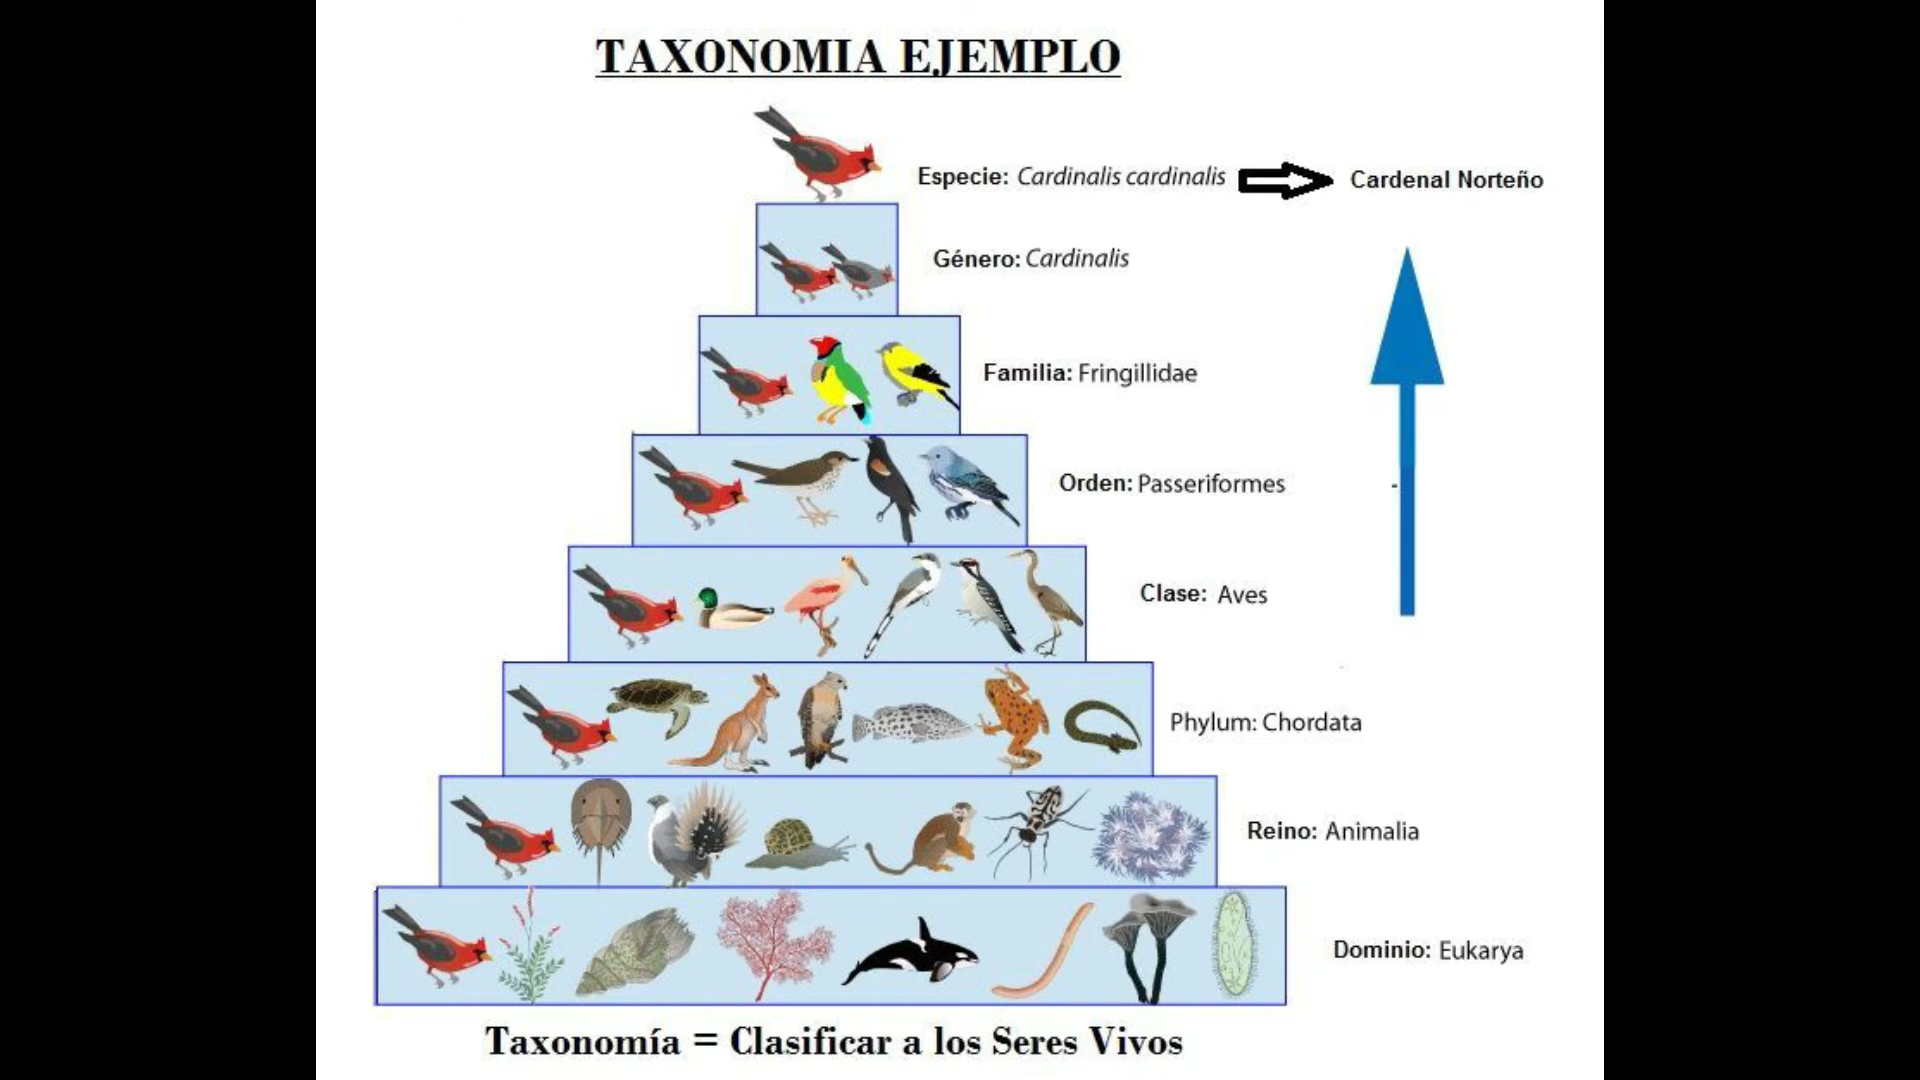 TAXONOMIA EJEMPLO
Especie: Cardinalis cardinalis
Cardenal Norteño
Género: Cardinalis
Familia: Fringillidae
Orden: Passeriformes
Clase: Aves
Phylum: Chordata
Reino: Animalia
Dominio: Eukarya
Taxonomía = Clasificar a los Seres Vivos